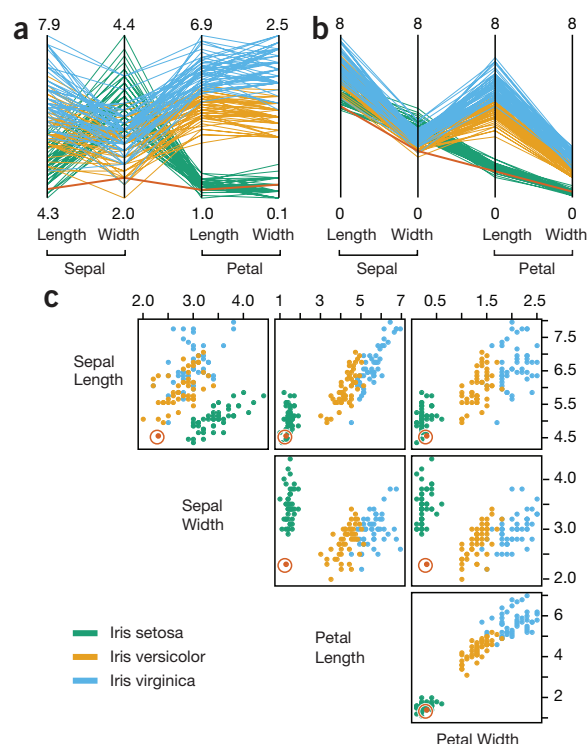 a
7.9 4.4 6.9 2.5
4.3 2.0 1.0 0.1
Length Width Length Width
Sepal Petal
b
8 8 8 8
0 0 0 0
Length Width Length Width
Sepal Petal
c
2.0 3.0 4.0 1 3 5 7 0.5 1.5 2.5
Sepal
Length
7.5
6.5
5.5
4.5
Sepal
Width
4.0
3.0
2.0
Petal
Length
6
4
2
Petal Width
Iris setosa
Iris versicolor
Iris virginica